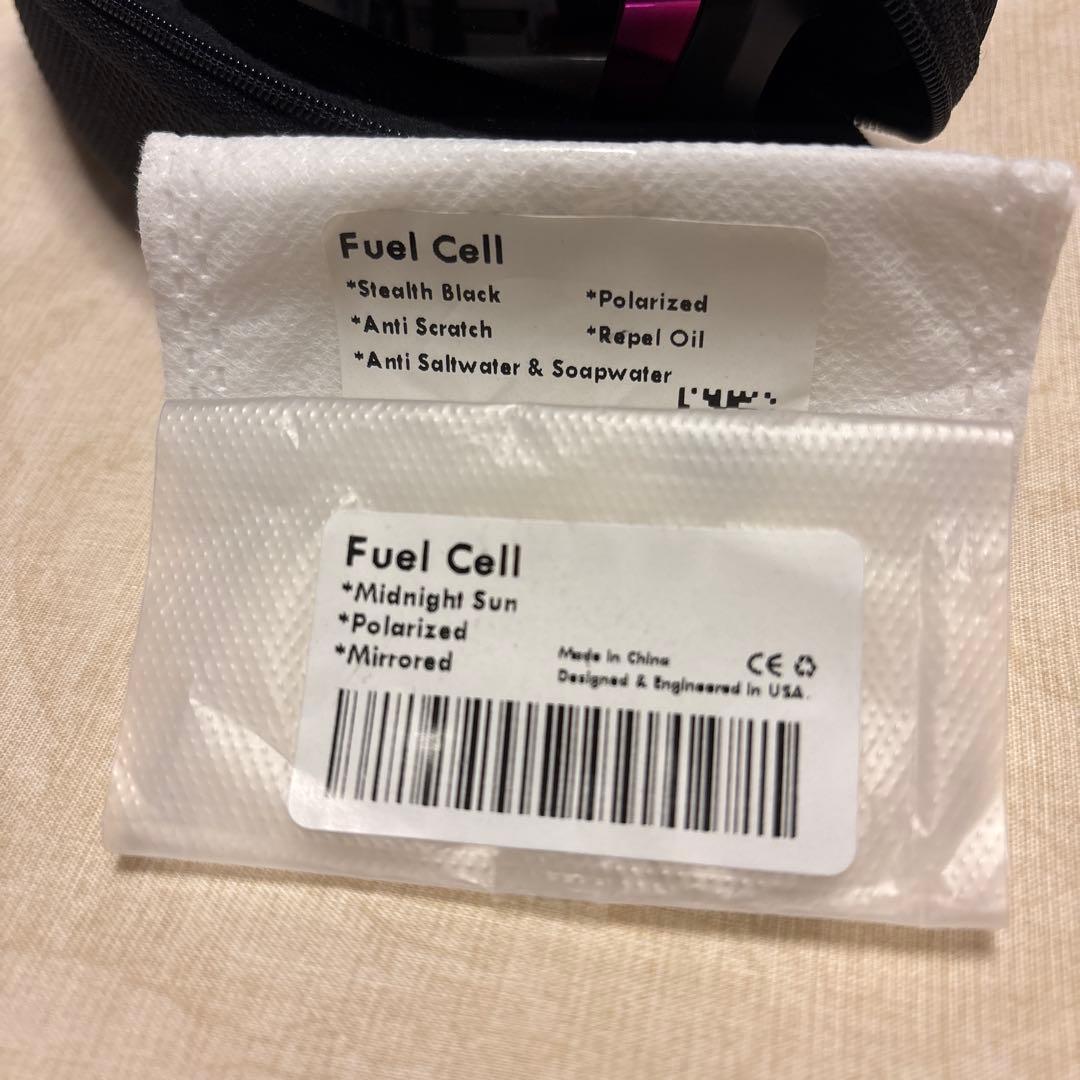 Fuel Cell
*Stealth Black *Polarized
*Anti Scratch *Repel Oil
*Anti Saltwater & Soapwater
Fuel Cell
*Midnight Sun
*Polarized
*Mirrored
Made in China CE
Designed & Engineered in USA.